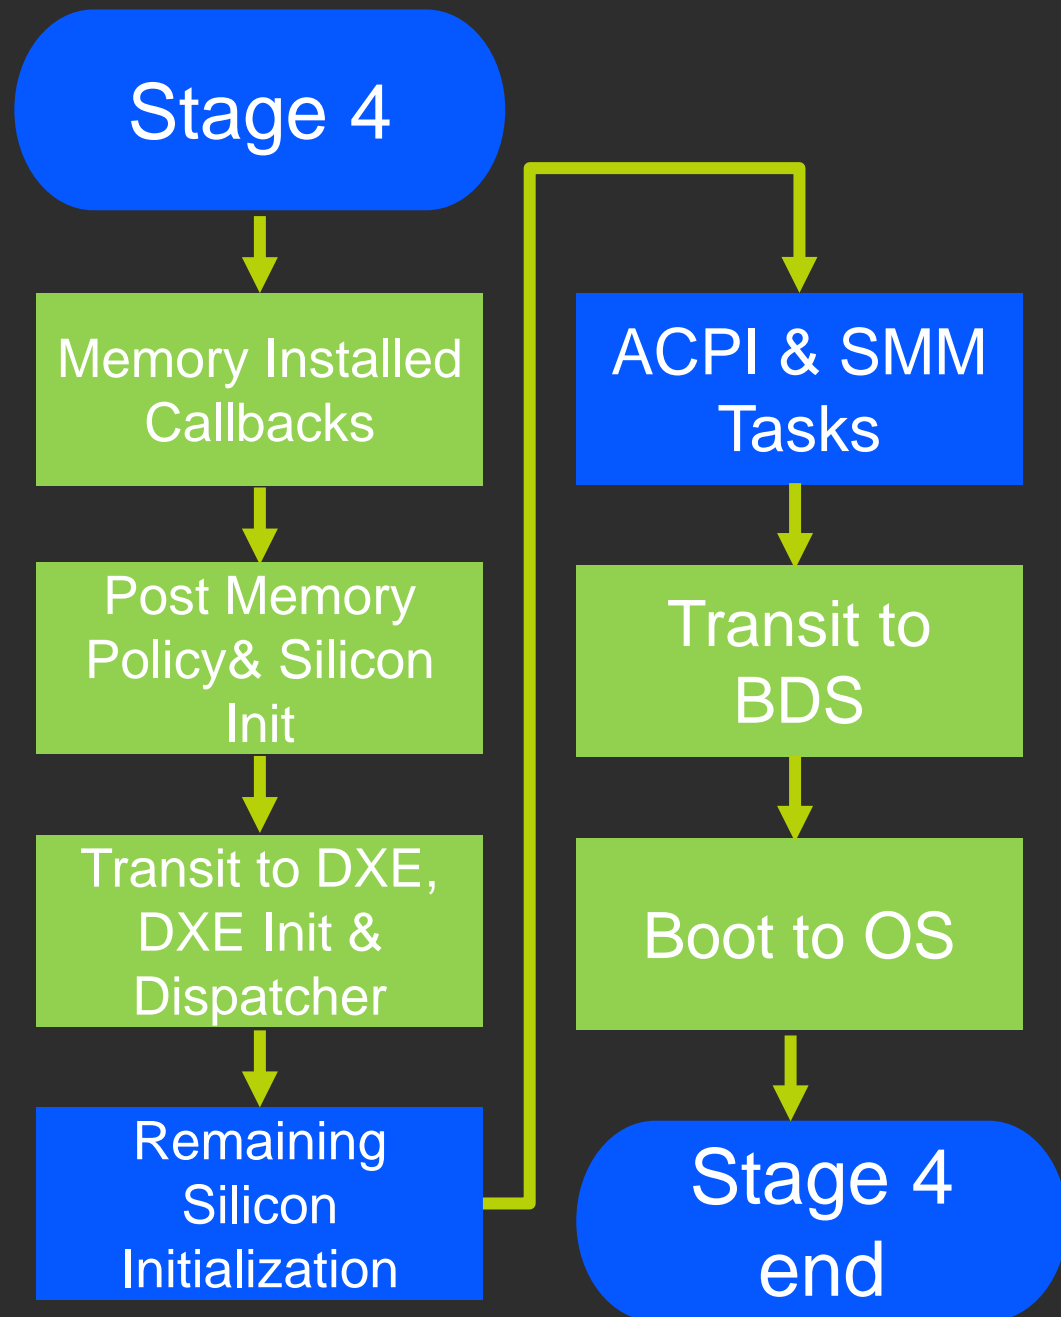 Stage 4
Memory Installed
Callbacks
Post Memory
Policy& Silicon
Init
Transit to DXE,
DXE Init &
Dispatcher
Remaining
Silicon
Initialization
ACPI & SMM
Tasks
Transit to
BDS
Boot to OS
Stage 4
end